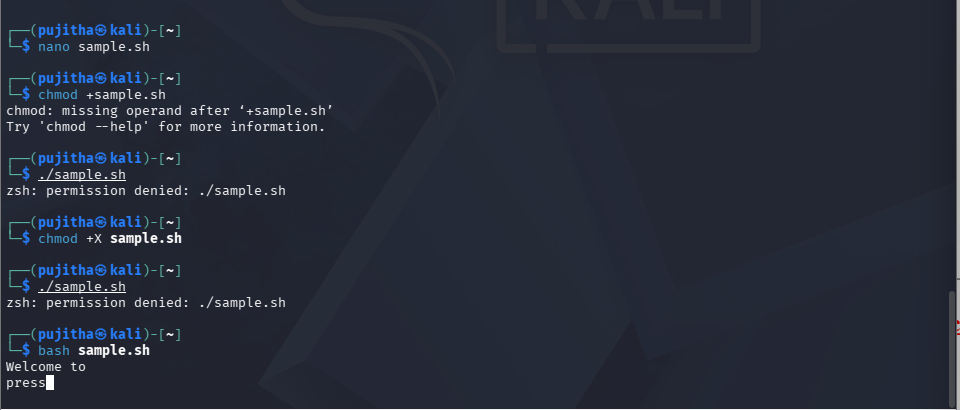 KALI
┌──(pujitha㉿kali)-[~]
└─$ nano sample.sh
┌──(pujitha㉿kali)-[~]
└─$ chmod +sample.sh
chmod: missing operand after ‘+sample.sh’
Try 'chmod --help' for more information.
┌──(pujitha㉿kali)-[~]
└─$ ./sample.sh
zsh: permission denied: ./sample.sh
┌──(pujitha㉿kali)-[~]
└─$ chmod +X sample.sh
┌──(pujitha㉿kali)-[~]
└─$ ./sample.sh
zsh: permission denied: ./sample.sh
┌──(pujitha㉿kali)-[~]
└─$ bash sample.sh
Welcome to
press